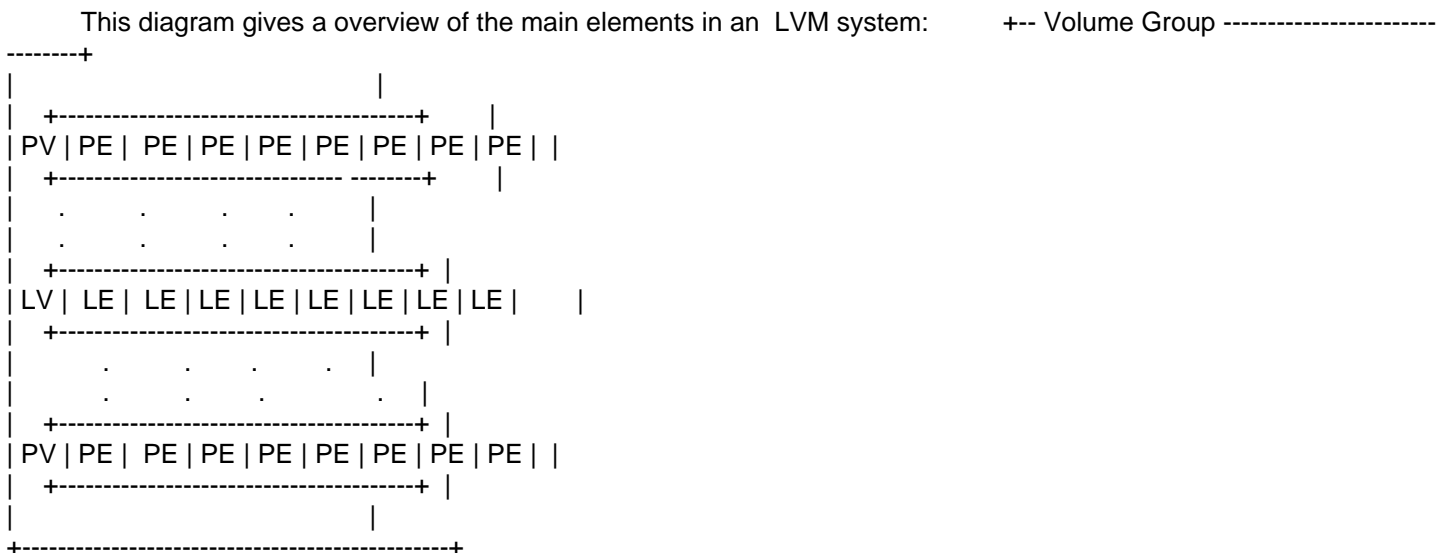 This diagram gives a overview of the main elements in an  LVM system:        +-- Volume Group ------------------------
--------+
|                                             |
|    +----------------------------------------+        |
| PV | PE |  PE | PE | PE | PE | PE | PE | PE |  |
|    +-------------------------------- --------+        |
|      .          .          .        .          |
|      .          .          .        .          |
|    +----------------------------------------+  |
| LV |  LE |  LE | LE | LE | LE | LE | LE | LE |        |
|    +----------------------------------------+  |
|            .          .        .         .     |
|            .          .        .              .     |
|    +----------------------------------------+  |
| PV | PE |  PE | PE | PE | PE | PE | PE | PE |  |
|    +----------------------------------------+  |
|                                             |
+------------------------------------------------+